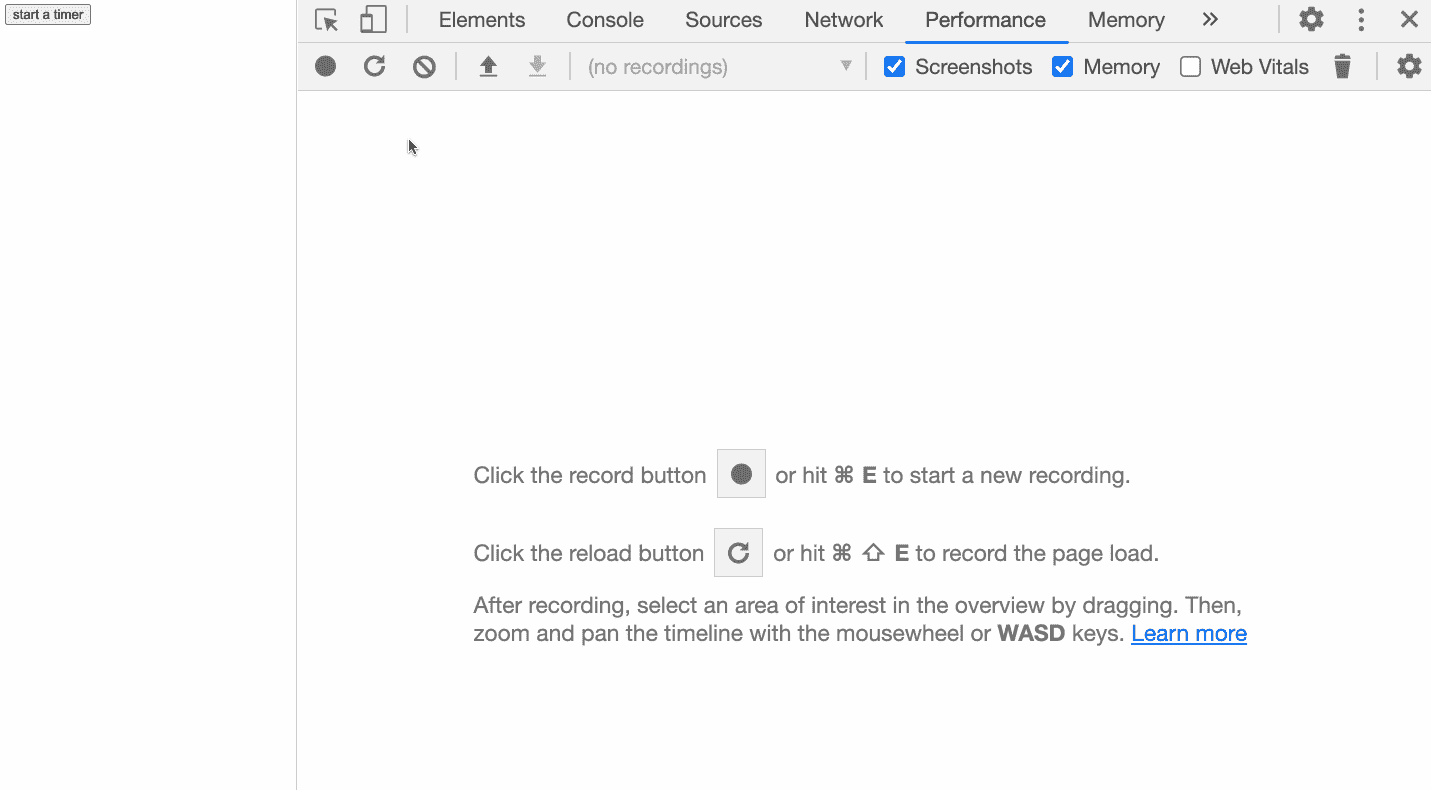 start a timer
Elements Console Sources Network Performance Memory
(no recordings) Screenshots Memory Web Vitals
Click the record button or hit ⌘ E to start a new recording.
Click the reload button or hit ⌘ ⇧ E to record the page load.
After recording, select an area of interest in the overview by dragging. Then,
zoom and pan the timeline with the mousewheel or WASD keys. Learn more